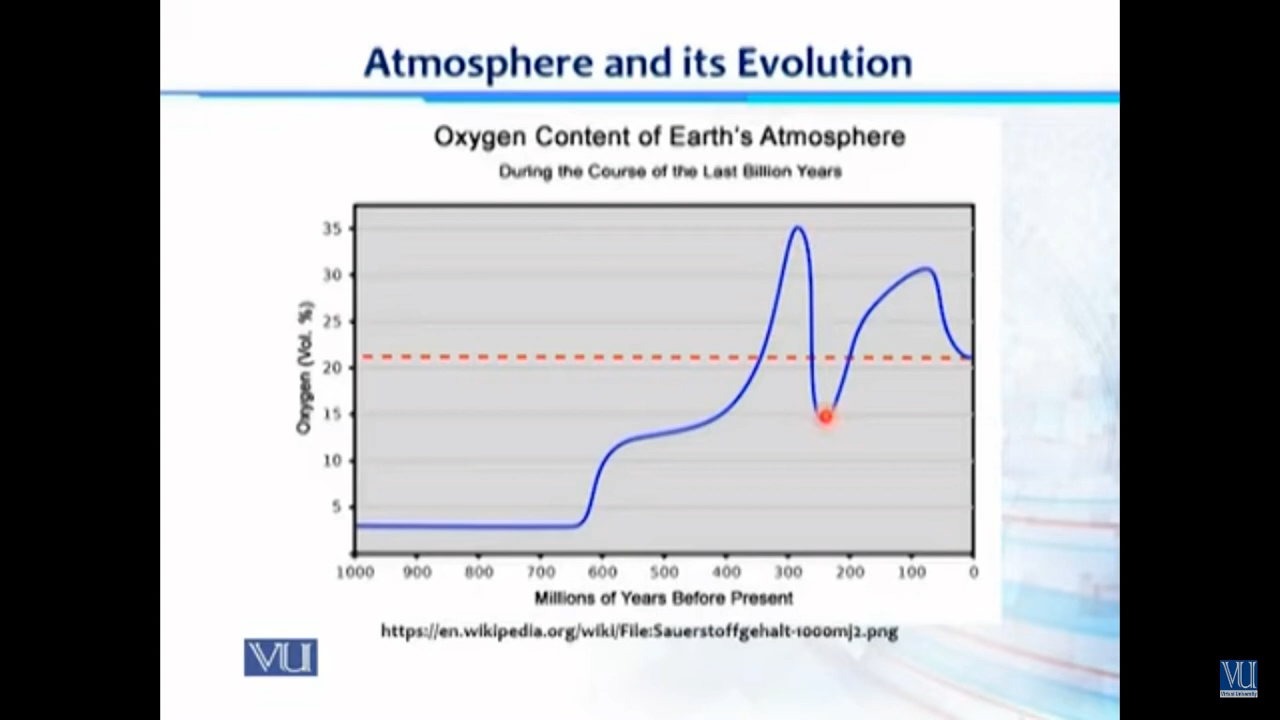 Atmosphere and its Evolution
Oxygen Content of Earth's Atmosphere
During the Course of the Last Billion Years
Oxygen (Vol. %)
35
30
25
20
15
10
5
1000 900 800 700 600 500 400 300 200 100 0
Millions of Years Before Present
https://en.wikipedia.org/wiki/File:Sauerstoffgehalt-1000mj2.png
VU
VU
Virtual University